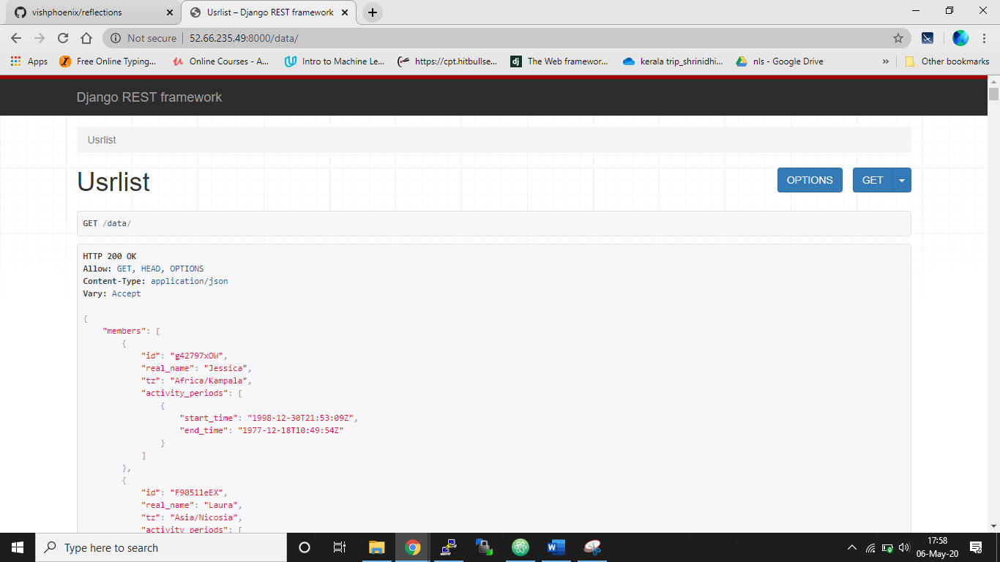 vishphoenix/reflections
Usrlist – Django REST framework
Not secure
52.66.235.49:8000/data/
Apps
Free Online Typing...
Online Courses - A...
Intro to Machine Le...
https://cpt.hitbullse...
dj
The Web framewor...
kerala trip_shrinidhi...
nls - Google Drive
»
Other bookmarks
Django REST framework
Usrlist
Usrlist
OPTIONS
GET
GET /data/
HTTP 200 OK
Allow: GET, HEAD, OPTIONS
Content-Type: application/json
Vary: Accept
{
"members": [
{
"id": "g42797xOW",
"real_name": "Jessica",
"tz": "Africa/Kampala",
"activity_periods": [
{
"start_time": "1998-12-30T21:53:09Z",
"end_time": "1977-12-18T10:49:54Z"
}
]
},
{
"id": "F90511eEX",
"real_name": "Laura",
"tz": "Asia/Nicosia",
"activity_periods": [
Type here to search
17:58
06-May-20